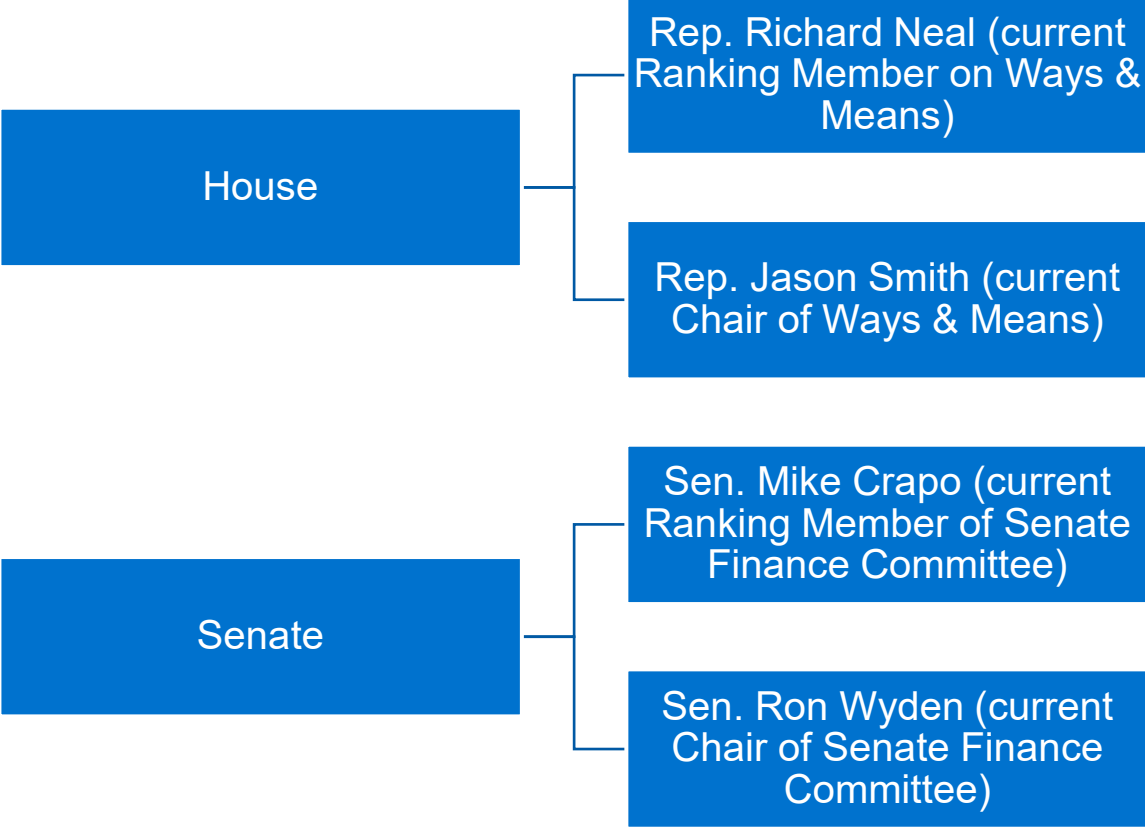 House
Rep. Richard Neal (current
Ranking Member on Ways &
Means)
Rep. Jason Smith (current
Chair of Ways & Means)
Senate
Sen. Mike Crapo (current
Ranking Member of Senate
Finance Committee)
Sen. Ron Wyden (current
Chair of Senate Finance
Committee)